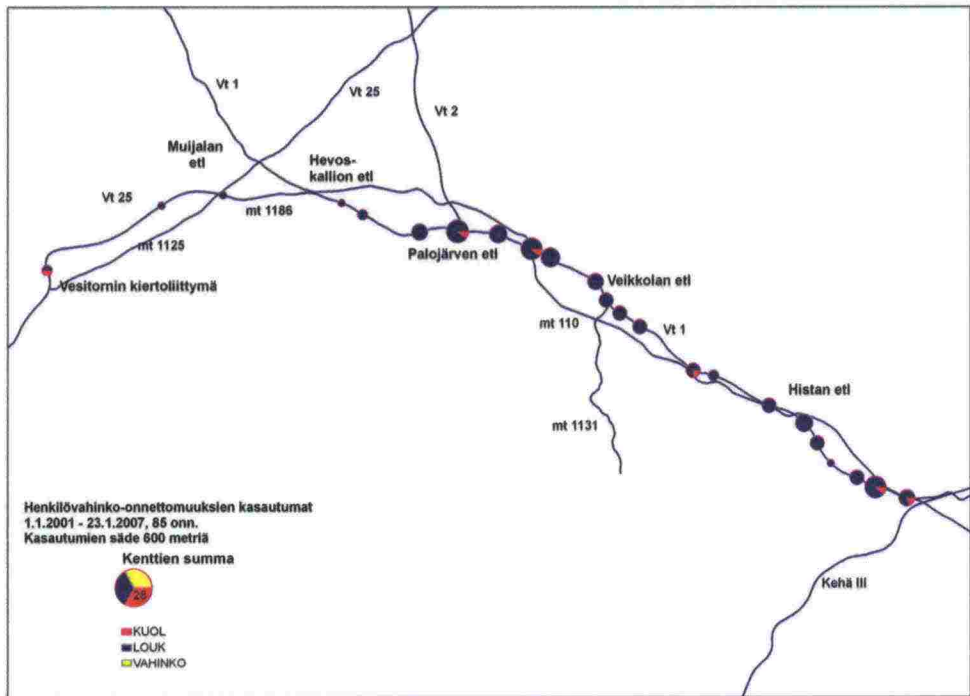 Vt 1
Vt 25
Vt 2
Muijalan
etl
Hevos-
kallion etl
Vt 25
mt 1186
mt 1125
Palojärven etl
Vesitornin kiertoliittymä
Veikkolan etl
mt 110
Vt 1
Histan etl
mt 1131
Henkilövahinko-onnettomuuksien kasautumat
1.1.2001 - 23.1.2007, 85 onn.
Kasautumien säde 600 metriä
Kenttien summa
28
KUOL
LOUK
VAHINKO
Kehä III